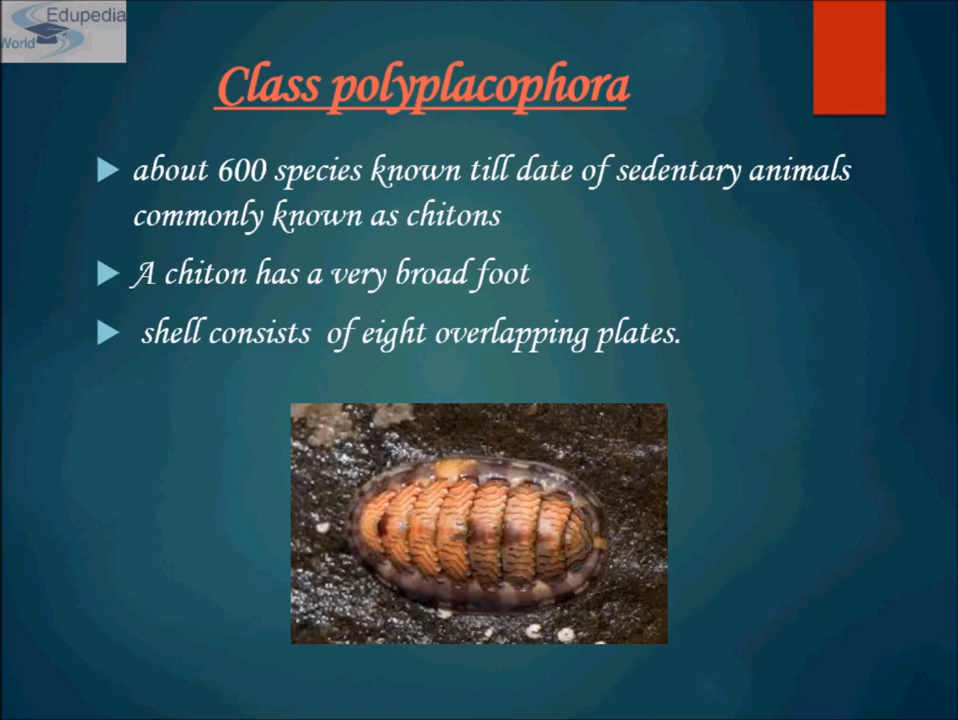 Edupedia
World
Class polyplacophora
about 600 species known till date of sedentary animals
commonly known as chitons
A chiton has a very broad foot
shell consists of eight overlapping plates.